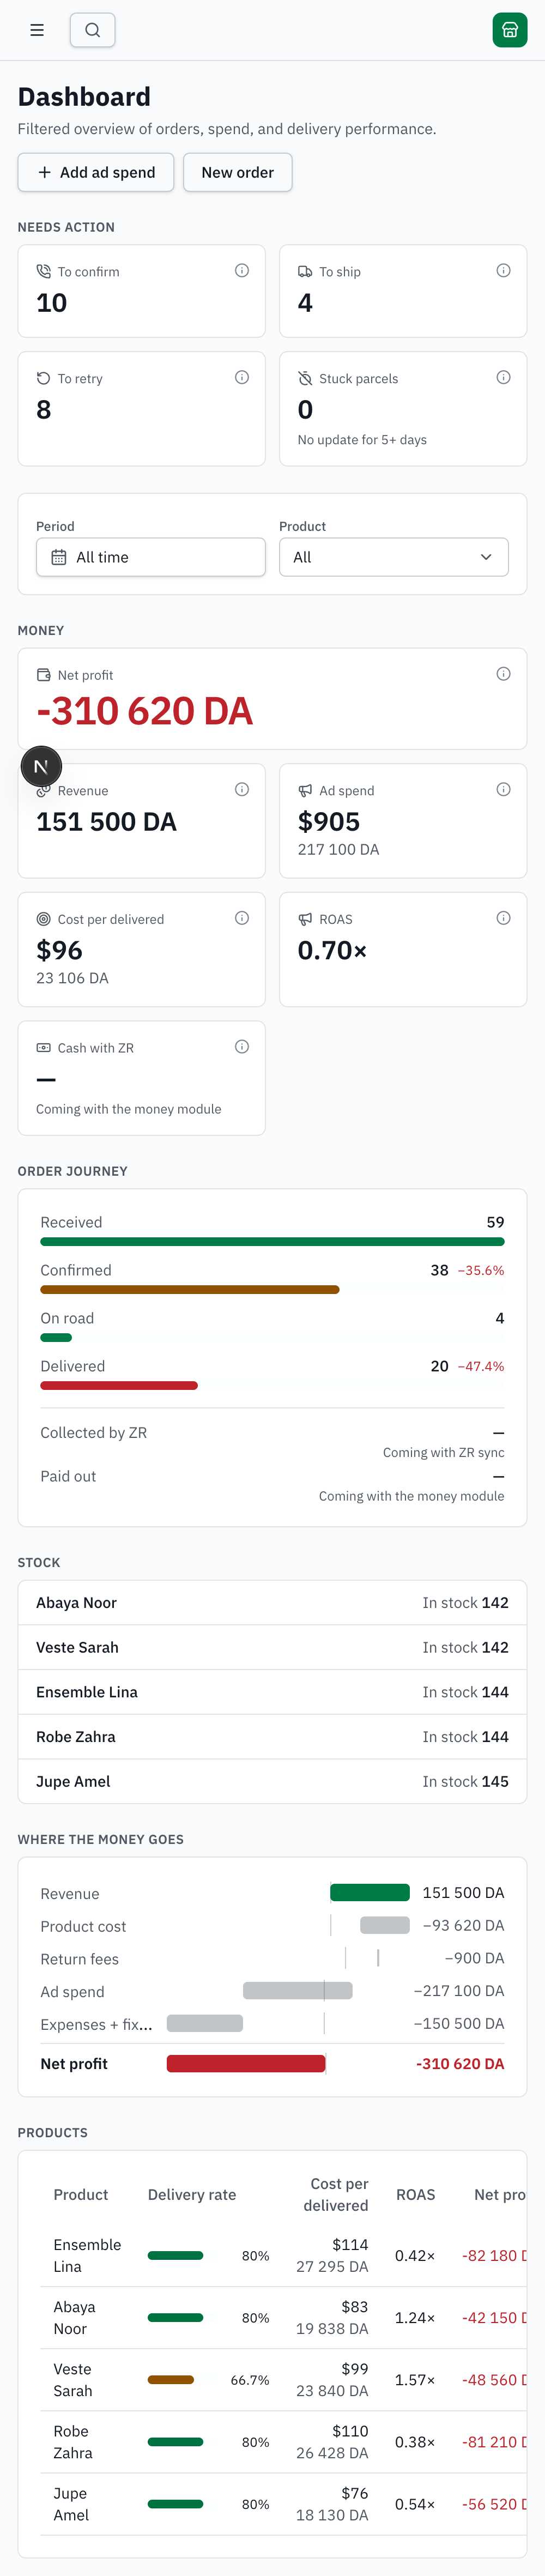 Dashboard
Filtered overview of orders, spend, and delivery performance.
Add ad spend
New order
NEEDS ACTION
To confirm
10
To ship
4
To retry
8
Stuck parcels
0
No update for 5+ days
Period
All time
Product
All
MONEY
Net profit
-310 620 DA
N
Revenue
151 500 DA
Ad spend
$905
217 100 DA
Cost per delivered
$96
23 106 DA
ROAS
0.70×
Cash with ZR
—
Coming with the money module
ORDER JOURNEY
Received 59
Confirmed 38 −35.6%
On road 4
Delivered 20 −47.4%
Collected by ZR —
Coming with ZR sync
Paid out —
Coming with the money module
STOCK
Abaya Noor In stock 142
Veste Sarah In stock 142
Ensemble Lina In stock 144
Robe Zahra In stock 144
Jupe Amel In stock 145
WHERE THE MONEY GOES
Revenue 151 500 DA
Product cost −93 620 DA
Return fees −900 DA
Ad spend −217 100 DA
Expenses + fix... −150 500 DA
Net profit -310 620 DA
PRODUCTS
Product Delivery rate Cost per delivered ROAS Net pro
Ensemble Lina 80% $114 27 295 DA 0.42× -82 180 D
Abaya Noor 80% $83 19 838 DA 1.24× -42 150 D
Veste Sarah 66.7% $99 23 840 DA 1.57× -48 560 D
Robe Zahra 80% $110 26 428 DA 0.38× -81 210 D
Jupe Amel 80% $76 18 130 DA 0.54× -56 520 D